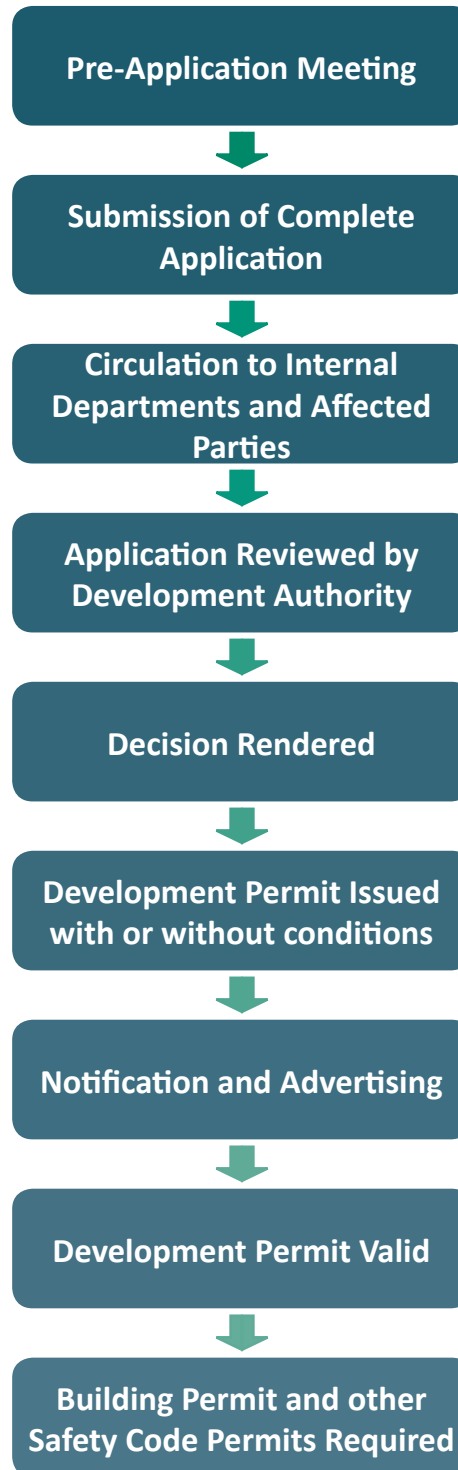 Pre-Application Meeting
Submission of Complete
Application
Circulation to Internal
Departments and Affected
Parties
Application Reviewed by
Development Authority
Decision Rendered
Development Permit Issued
with or without conditions
Notification and Advertising
Development Permit Valid
Building Permit and other
Safety Code Permits Required